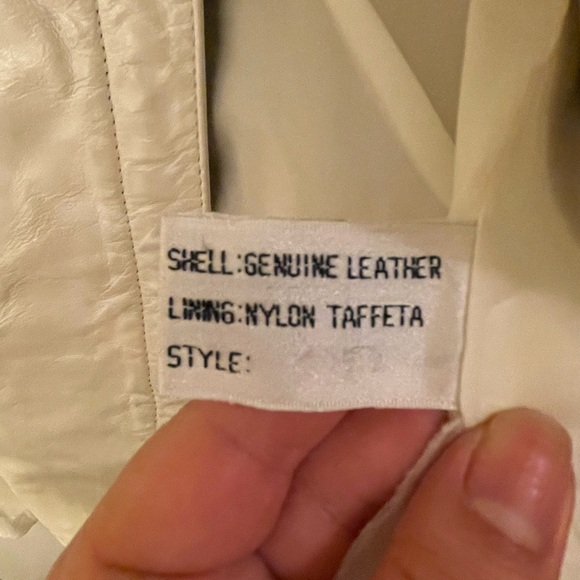 SHELL:GENUINE LEATHER
LINING:NYLON TAFFETA
STYLE: